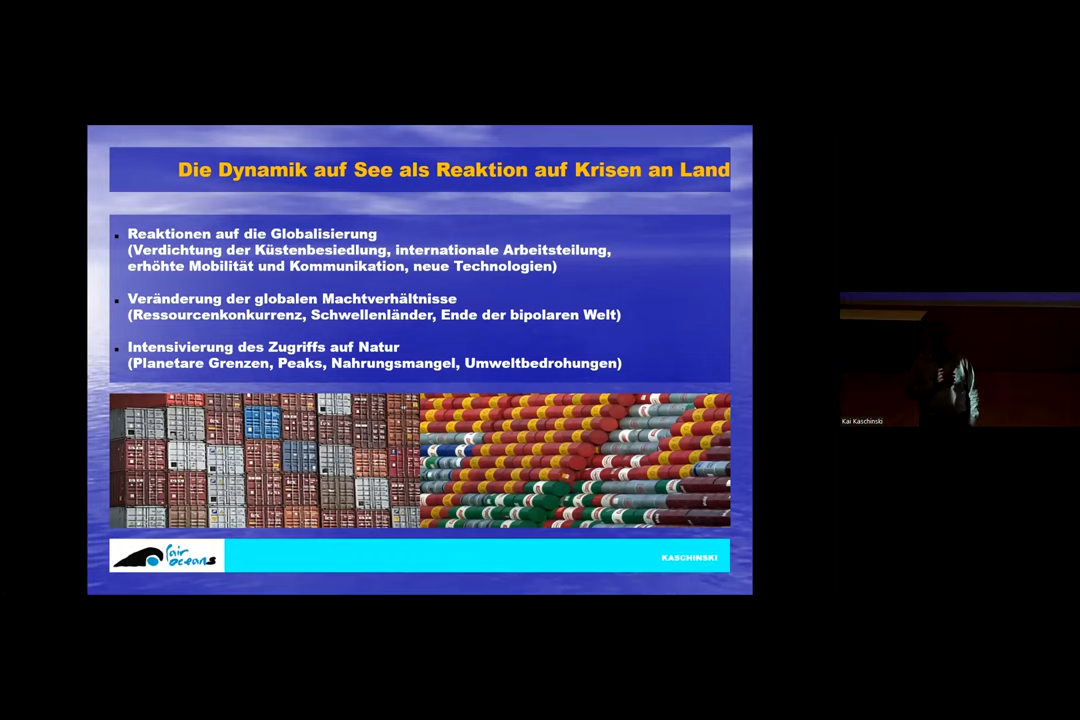 Die Dynamik auf See als Reaktion auf Krisen an Land
Reaktionen auf die Globalisierung
(Verdichtung der Küstenbesiedlung, internationale Arbeitsteilung,
erhöhte Mobilität und Kommunikation, neue Technologien)
Veränderung der globalen Machtverhältnisse
(Ressourcenkonkurrenz, Schwellenländer, Ende der bipolaren Welt)
Intensivierung des Zugriffs auf Natur
(Planetare Grenzen, Peaks, Nahrungsmangel, Umweltbedrohungen)
fair
oceans
KASCHINSKI
Kai Kaschinski